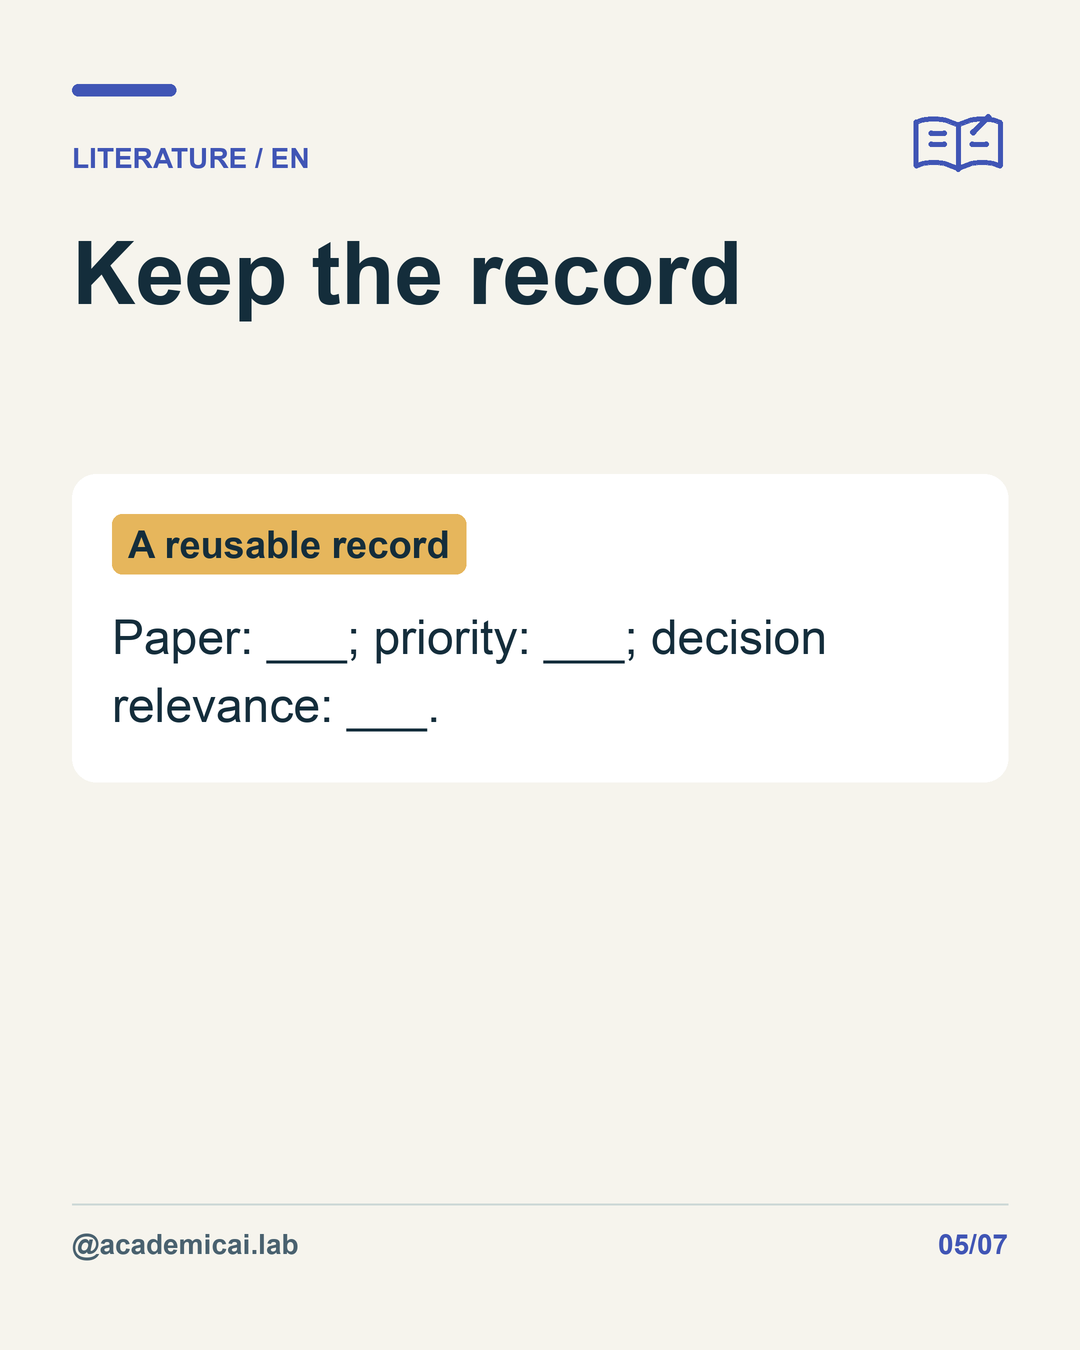 LITERATURE / EN
Keep the record
A reusable record
Paper: ___; priority: ___; decision
relevance: ___.
@academicai.lab
05/07